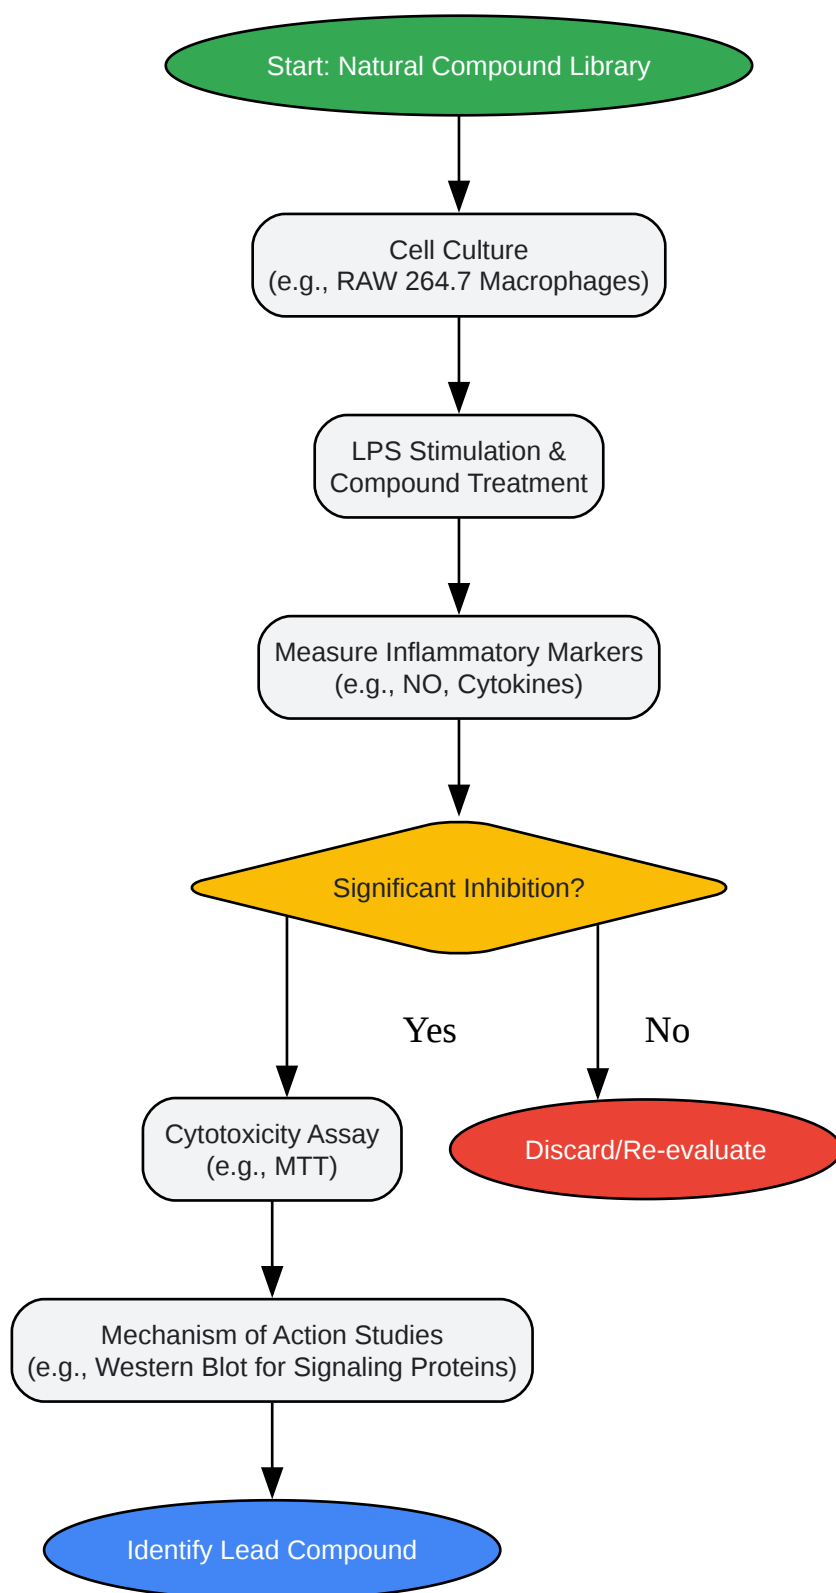 Start: Natural Compound Library
Cell Culture
(e.g., RAW 264.7 Macrophages)
LPS Stimulation &
Compound Treatment
Measure Inflammatory Markers
(e.g., NO, Cytokines)
Significant Inhibition?
Yes
No
Cytotoxicity Assay
(e.g., MTT)
Discard/Re-evaluate
Mechanism of Action Studies
(e.g., Western Blot for Signaling Proteins)
Identify Lead Compound